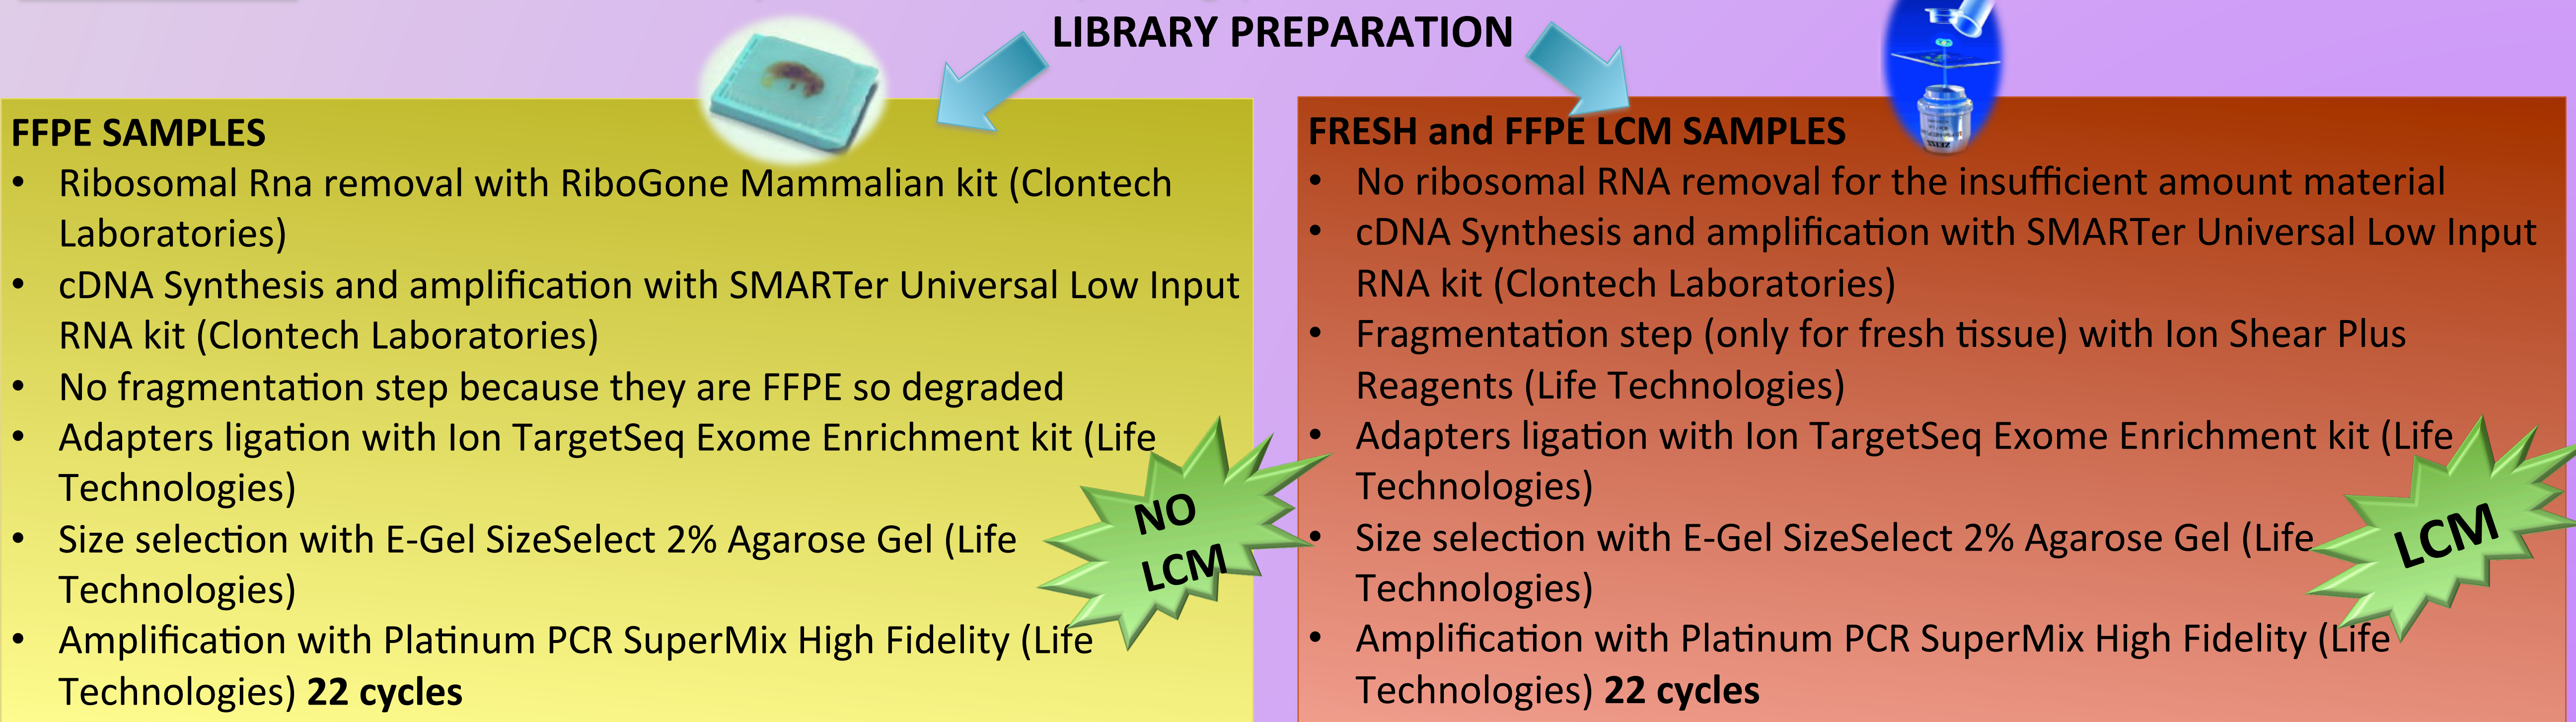 LIBRARY PREPARATION
FFPE SAMPLES
• Ribosomal Rna removal with RiboGone Mammalian kit (Clontech
Laboratories)
• cDNA Synthesis and amplification with SMARTer Universal Low Input
RNA kit (Clontech Laboratories)
• No fragmentation step because they are FFPE so degraded
• Adapters ligation with Ion TargetSeq Exome Enrichment kit (Life
Technologies)
• Size selection with E-Gel SizeSelect 2% Agarose Gel (Life
Technologies)
• Amplification with Platinum PCR SuperMix High Fidelity (Life
Technologies) 22 cycles
NO
LCM
FRESH and FFPE LCM SAMPLES
• No ribosomal RNA removal for the insufficient amount material
• cDNA Synthesis and amplification with SMARTer Universal Low Input
RNA kit (Clontech Laboratories)
• Fragmentation step (only for fresh tissue) with Ion Shear Plus
Reagents (Life Technologies)
• Adapters ligation with Ion TargetSeq Exome Enrichment kit (Life
Technologies)
• Size selection with E-Gel SizeSelect 2% Agarose Gel (Life
Technologies)
• Amplification with Platinum PCR SuperMix High Fidelity (Life
Technologies) 22 cycles
LCM